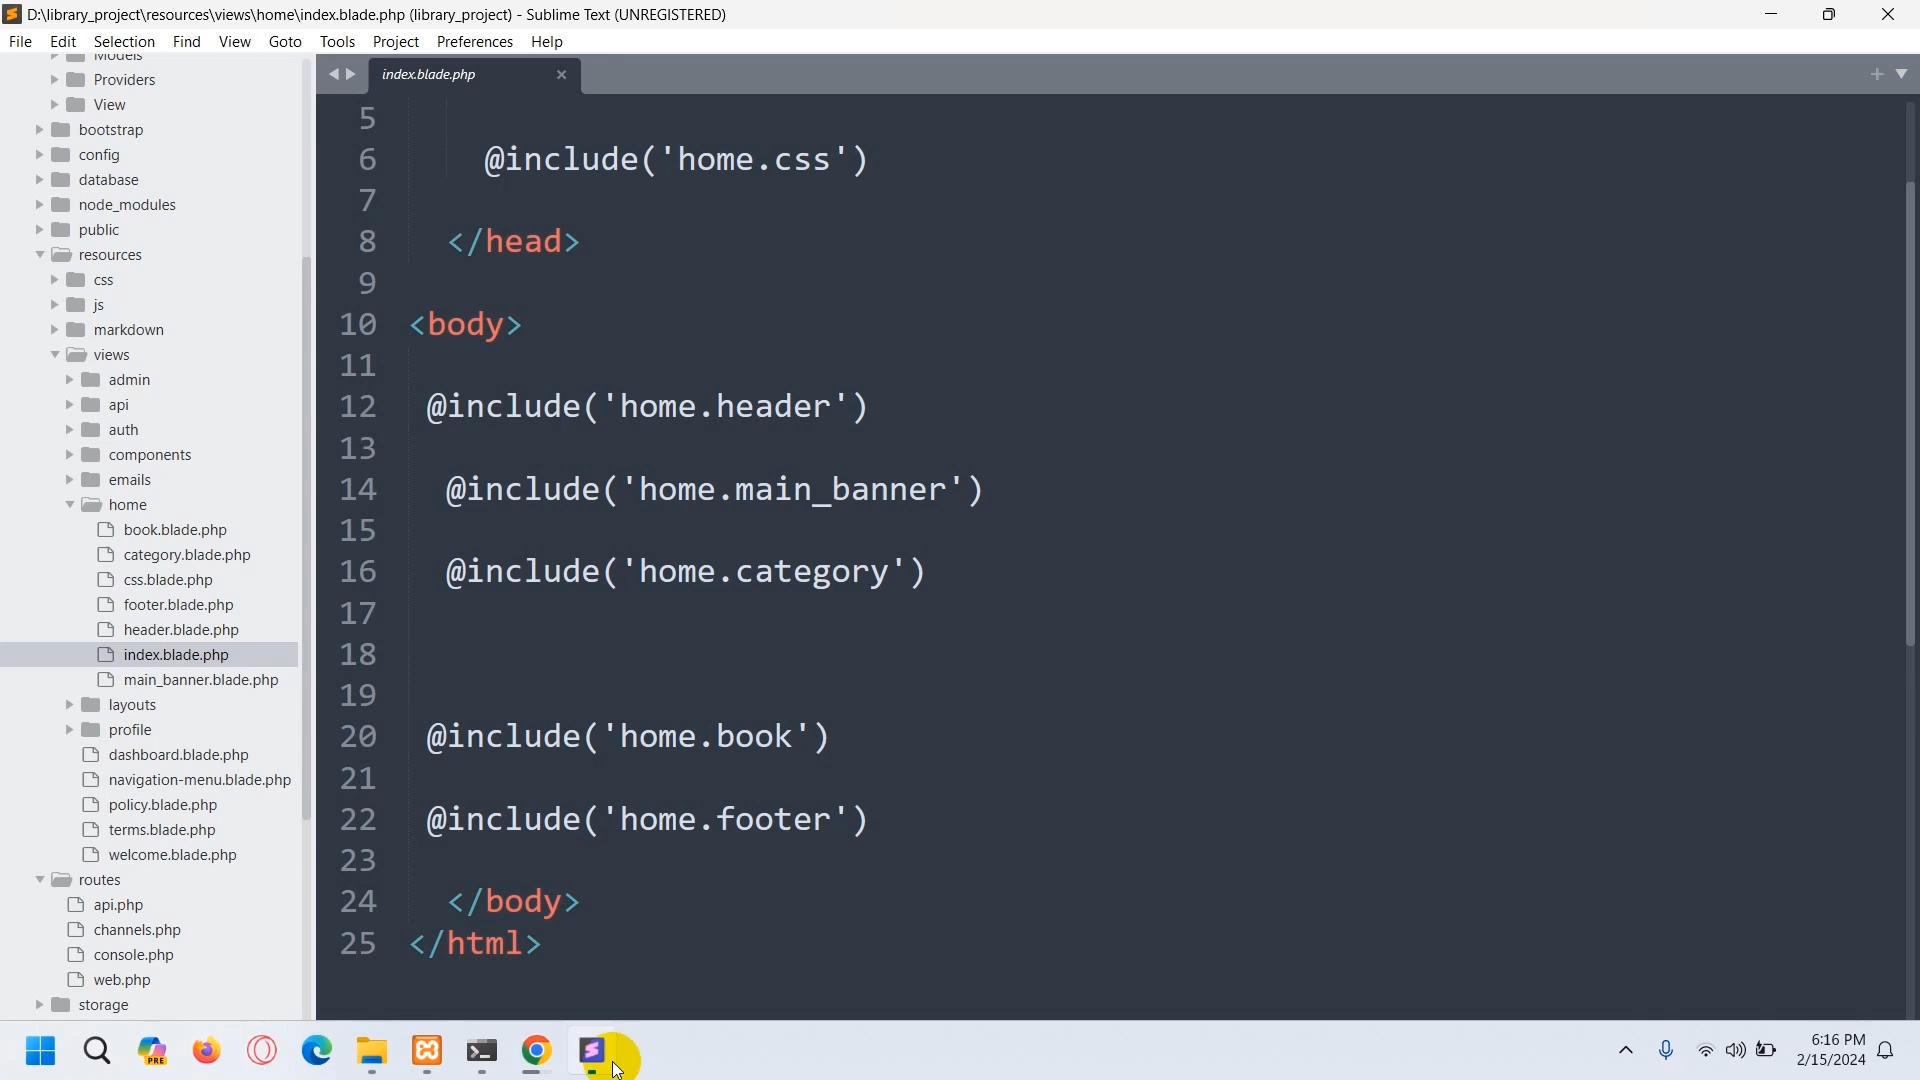 D:\library_project\resources\views\home\index.blade.php (library_project) - Sublime Text (UNREGISTERED)
File Edit Selection Find View Goto Tools Project Preferences Help
Models
Providers
View
bootstrap
config
database
node_modules
public
resources
css
js
markdown
views
admin
api
auth
components
emails
home
book.blade.php
category.blade.php
css.blade.php
footer.blade.php
header.blade.php
index.blade.php
main_banner.blade.php
layouts
profile
dashboard.blade.php
navigation-menu.blade.php
policy.blade.php
terms.blade.php
welcome.blade.php
routes
api.php
channels.php
console.php
web.php
storage
index.blade.php
5
6 @include('home.css')
7
8 </head>
9
10 <body>
11
12 @include('home.header')
13
14 @include('home.main_banner')
15
16 @include('home.category')
17
18
19
20 @include('home.book')
21
22 @include('home.footer')
23
24 </body>
25 </html>
PRE
6:16 PM
2/15/2024